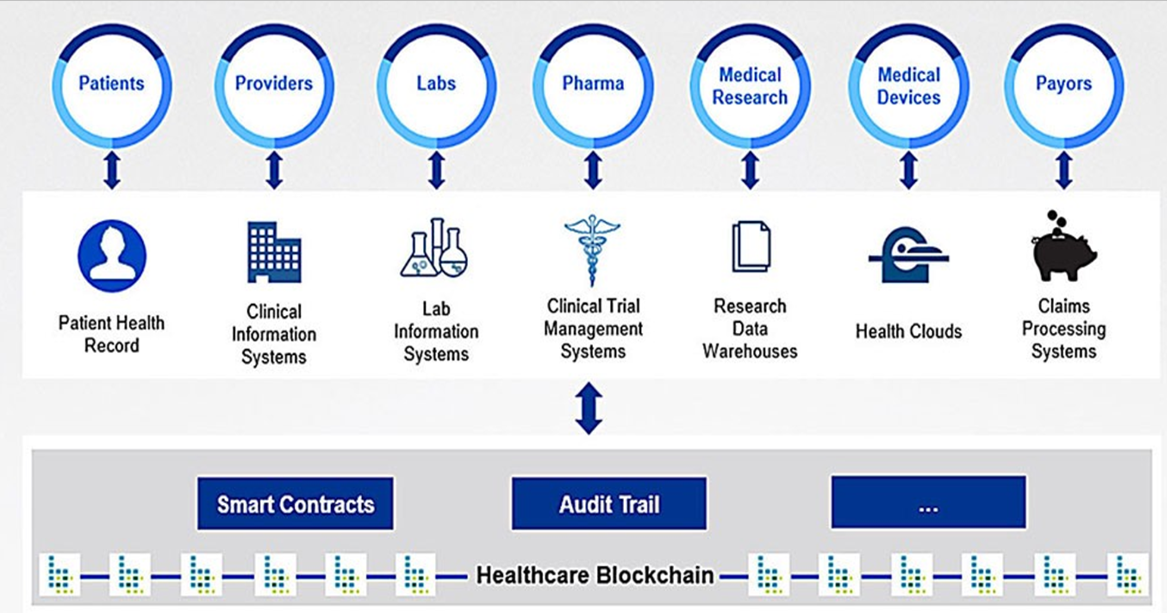 Patients
Providers
Labs
Pharma
Medical
Research
Medical
Devices
Payors
Patient Health
Record
Clinical
Information
Systems
Lab
Information
Systems
Clinical Trial
Management
Systems
Research
Data
Warehouses
Health Clouds
Claims
Processing
Systems
Smart Contracts
Audit Trail
...
Healthcare Blockchain